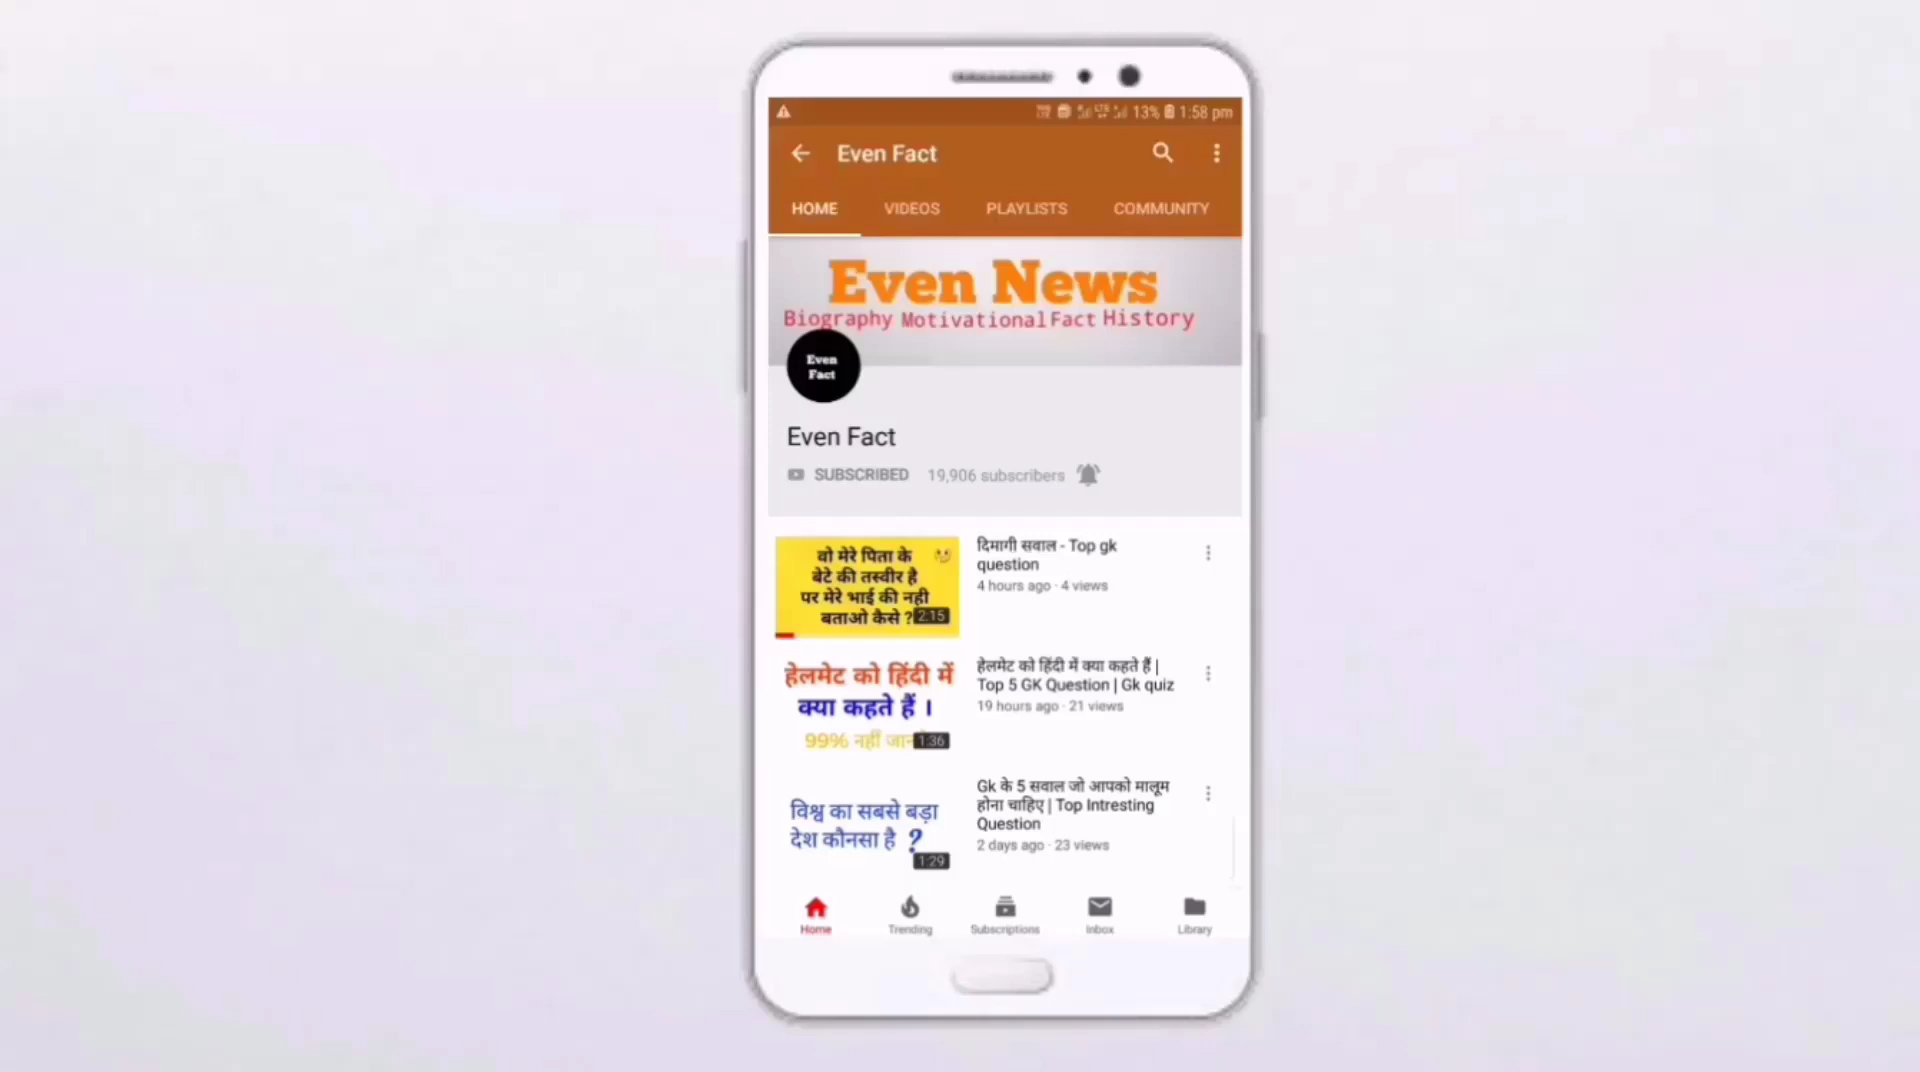 13% 1:58 pm
Even Fact
HOME VIDEOS PLAYLISTS COMMUNITY
Even News
Biography Motivational Fact History
Even
Fact
Even Fact
SUBSCRIBED 19,906 subscribers
वो मेरे पिता के
बेटे की तस्वीर है
पर मेरे भाई की नही
बताओ कैसे ?
2:15
दिमागी सवाल - Top gk
question
4 hours ago · 4 views
हेलमेट को हिंदी में
क्या कहते हैं ।
99% नहीं
1:36
हेलमेट को हिंदी में क्या कहते हैं |
Top 5 GK Question | Gk quiz
19 hours ago · 21 views
विश्व का सबसे बड़ा
देश कौनसा है ?
1:29
Gk के 5 सवाल जो आपको मालूम
होना चाहिए | Top Intresting
Question
2 days ago · 23 views
Home Trending Subscriptions Inbox Library